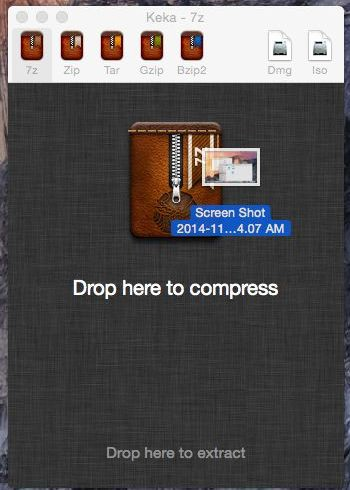 Keka - 7z
7z Zip Tar Gzip Bzip2 Dmg Iso
7Z
Screen Shot
2014-11...4.07 AM
Drop here to compress
Drop here to extract